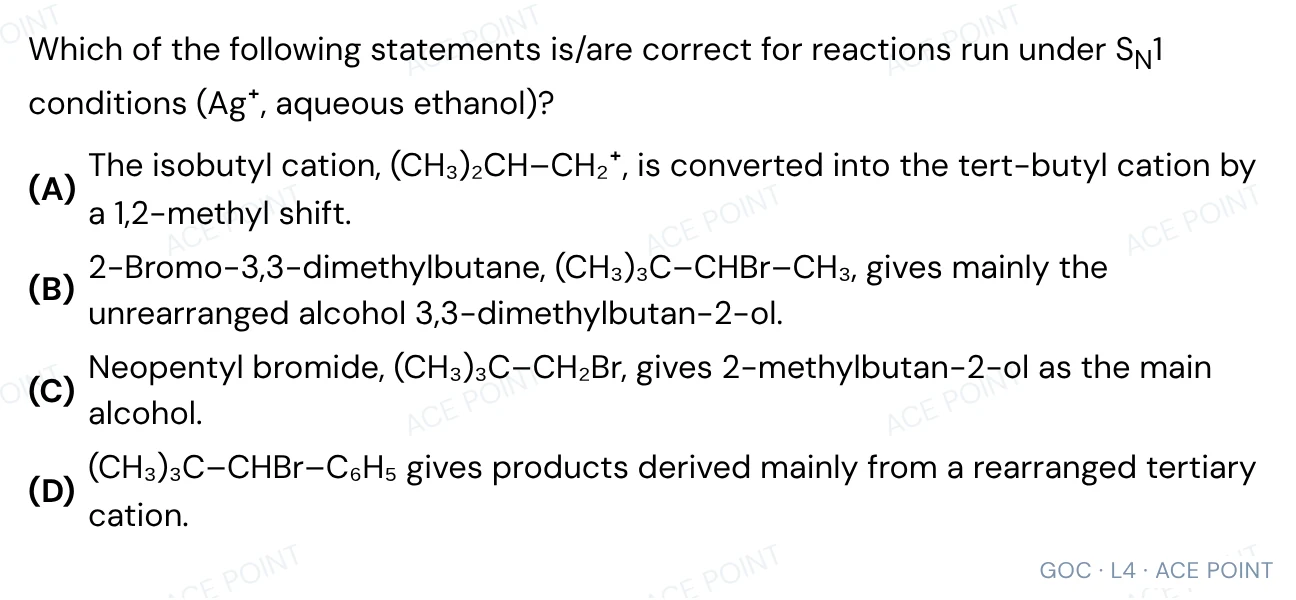 Which of the following statements is/are correct for reactions run under S_N1
conditions (Ag⁺, aqueous ethanol)?
(A) The isobutyl cation, (CH₃)₂CH–CH₂⁺, is converted into the tert-butyl cation by
a 1,2-methyl shift.
(B) 2-Bromo-3,3-dimethylbutane, (CH₃)₃C–CHBr–CH₃, gives mainly the
unrearranged alcohol 3,3-dimethylbutan-2-ol.
(C) Neopentyl bromide, (CH₃)₃C–CH₂Br, gives 2-methylbutan-2-ol as the main
alcohol.
(D) (CH₃)₃C–CHBr–C₆H₅ gives products derived mainly from a rearranged tertiary
cation.
GOC · L4 · ACE POINT
ACE POINT